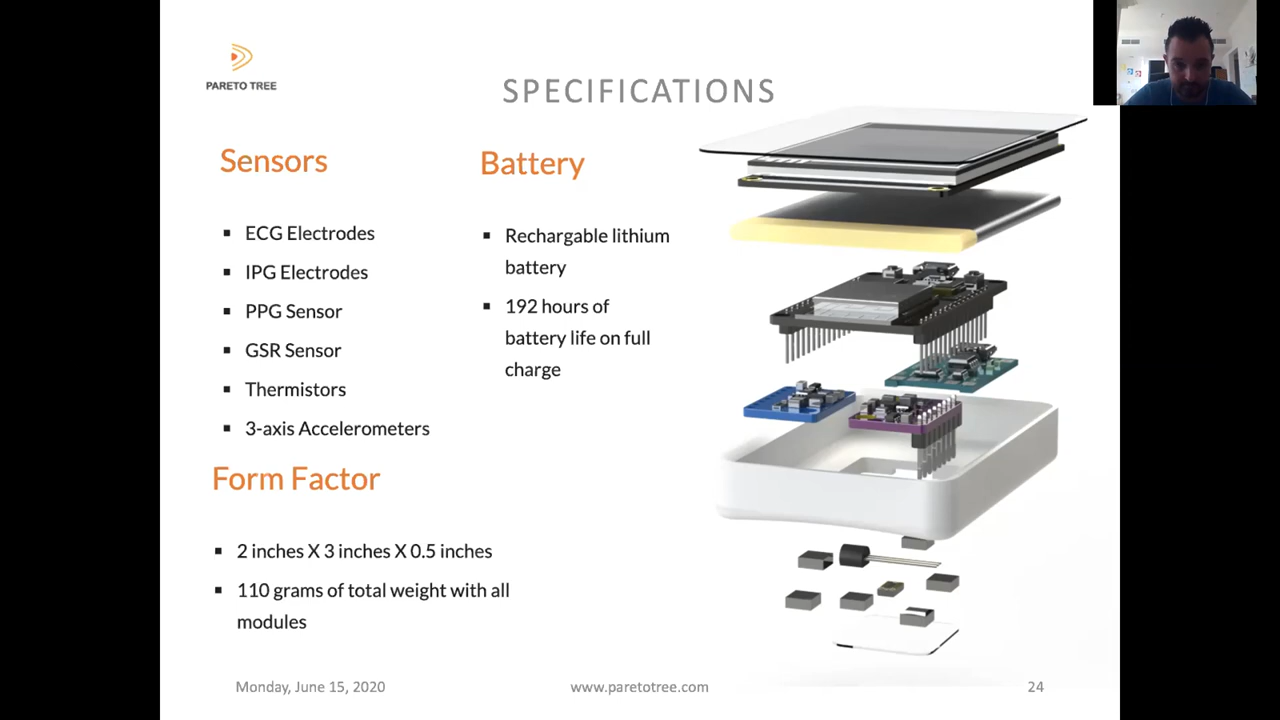 PARETO TREE
SPECIFICATIONS
Sensors
▪ ECG Electrodes
▪ IPG Electrodes
▪ PPG Sensor
▪ GSR Sensor
▪ Thermistors
▪ 3-axis Accelerometers
Battery
▪ Rechargable lithium
battery
▪ 192 hours of
battery life on full
charge
Form Factor
▪ 2 inches X 3 inches X 0.5 inches
▪ 110 grams of total weight with all
modules
Monday, June 15, 2020
www.paretotree.com
24